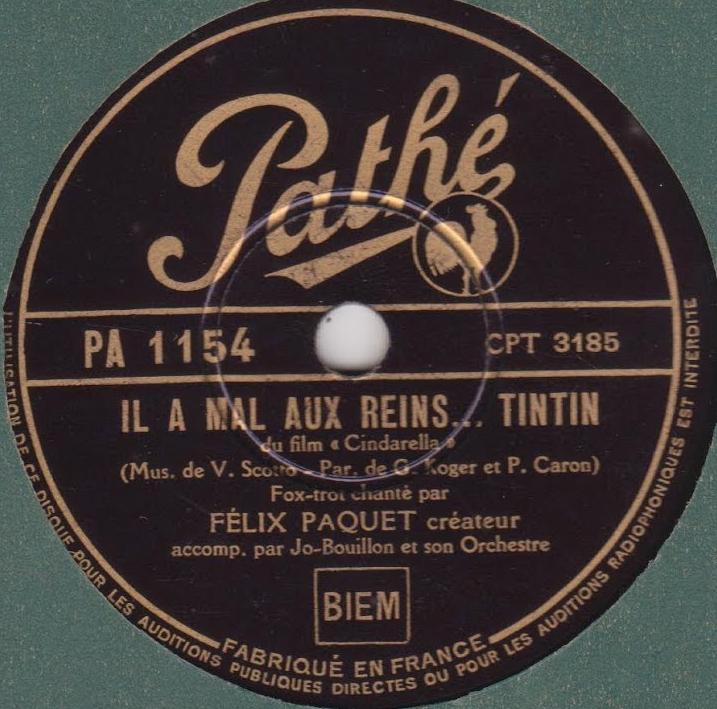 Pathé
PA 1154
CPT 3185
IL A MAL AUX REINS... TINTIN
du film « Cindarella »
(Mus. de V. Scotto - Par. de G. Koger et P. Caron)
Fox-trot chanté par
FÉLIX PAQUET créateur
accomp. par Jo-Bouillon et son Orchestre
BIEM
FABRIQUÉ EN FRANCE
L'UTILISATION DE CE DISQUE POUR LES AUDITIONS PUBLIQUES DIRECTES OU POUR LES AUDITIONS RADIOPHONIQUES EST INTERDITE